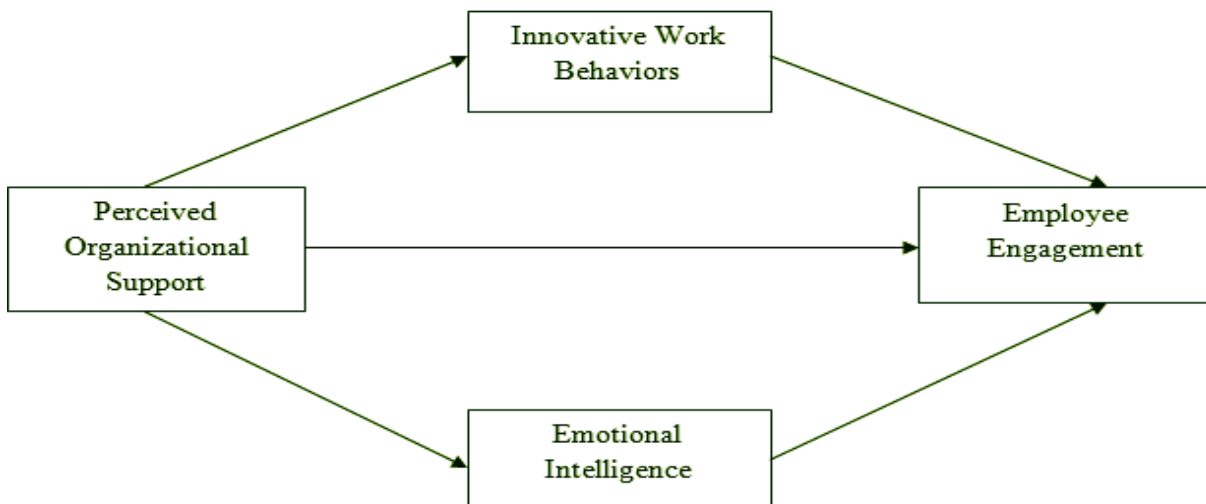 Innovative Work
Behaviors
Perceived
Organizational
Support
Employee
Engagement
Emotional
Intelligence